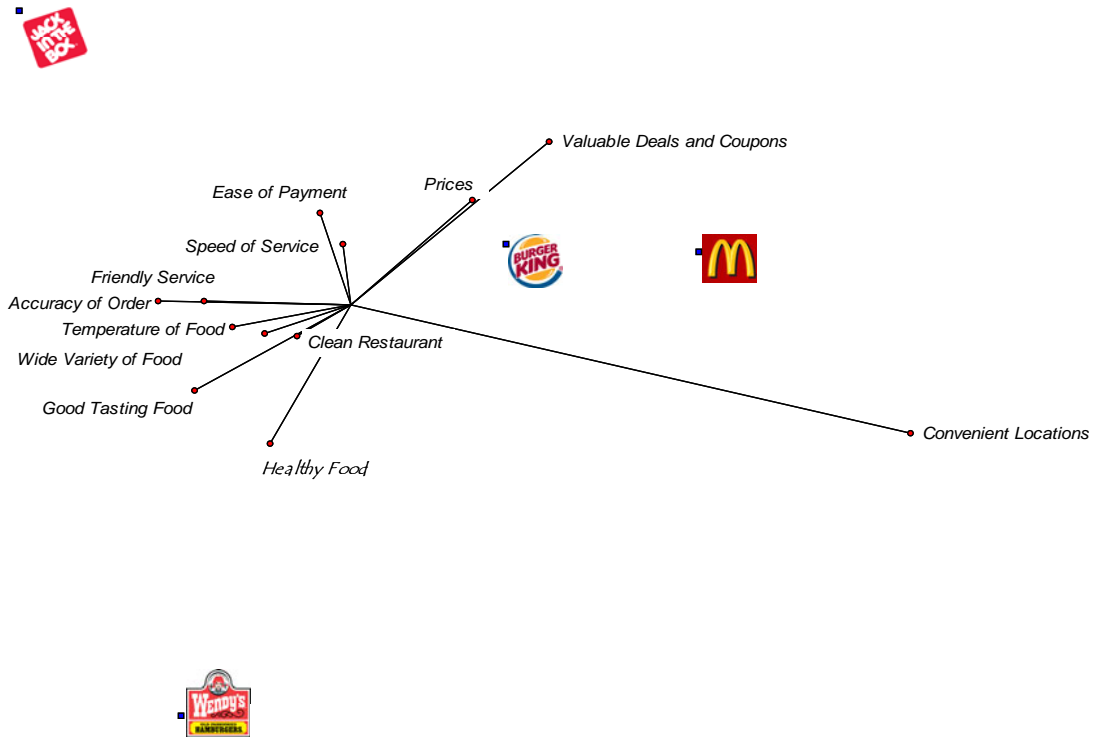 JACK
IN THE
BOX
Valuable Deals and Coupons
Prices
Ease of Payment
Speed of Service
BURGER
KING
Friendly Service
Accuracy of Order
Temperature of Food
Clean Restaurant
Wide Variety of Food
Good Tasting Food
Convenient Locations
Healthy Food
WENDY'S
OLD FASHIONED
HAMBURGERS